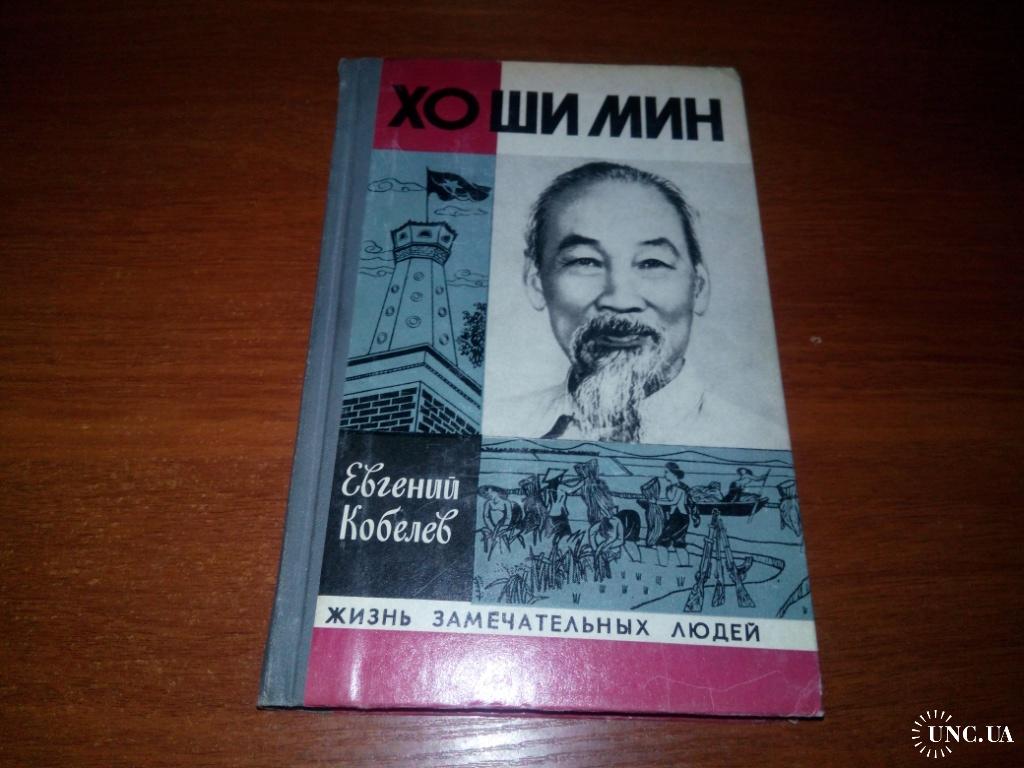 ХО ШИ МИН
Евгений
Кобелев
ЖИЗНЬ ЗАМЕЧАТЕЛЬНЫХ ЛЮДЕЙ
UNC.UA